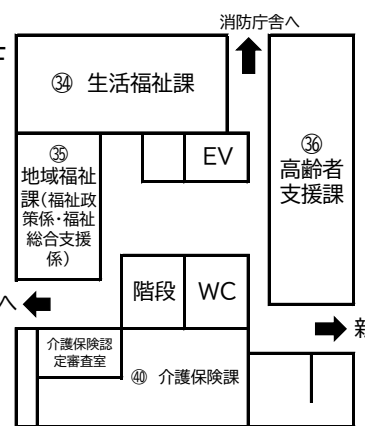 消防庁舎へ
㉞ 生活福祉課
㉟
地域福祉
課(福祉政
策係・福祉
総合支援
係)
EV
㊱
高齢者
支援課
階段
WC
へ
介護保険認
定審査室
㊵ 介護保険課